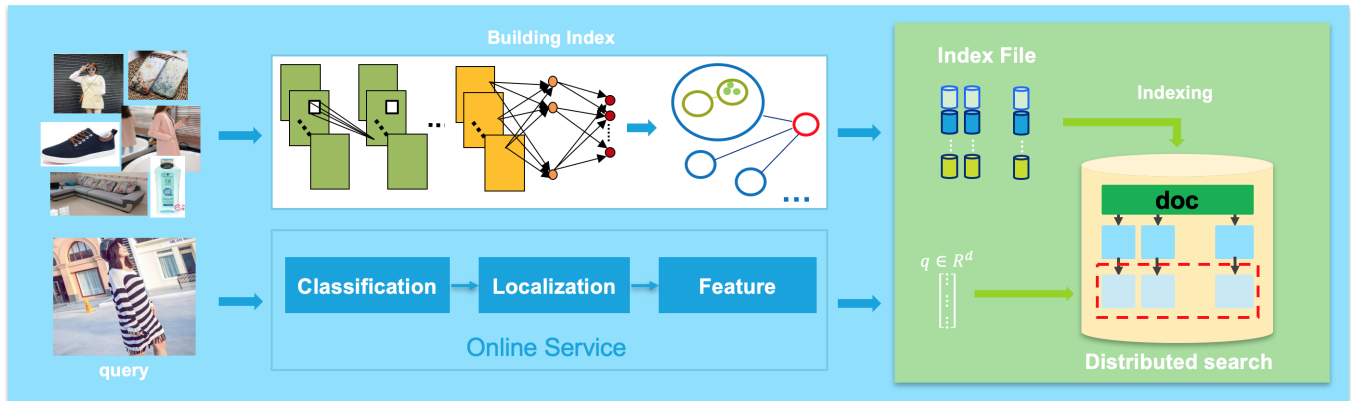 Building Index
Index File
Indexing
doc
q ∈ R^d
Classification
Localization
Feature
Online Service
query
Distributed search